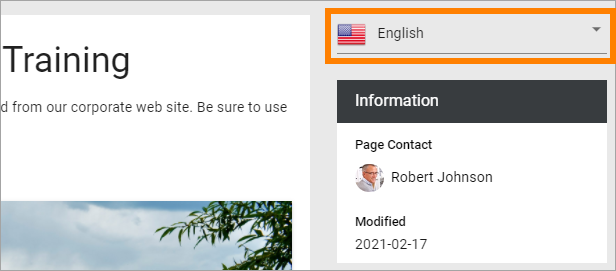 English
Training
d from our corporate web site. Be sure to use
Information
Page Contact
Robert Johnson
Modified
2021-02-17